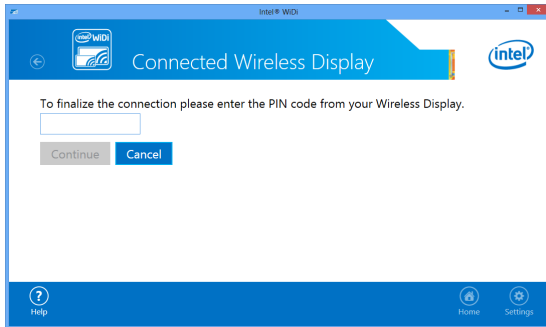 Intel® WiDi
intel WiDi
Connected Wireless Display
intel
To finalize the connection please enter the PIN code from your Wireless Display.
Continue Cancel
?
Help Home Settings